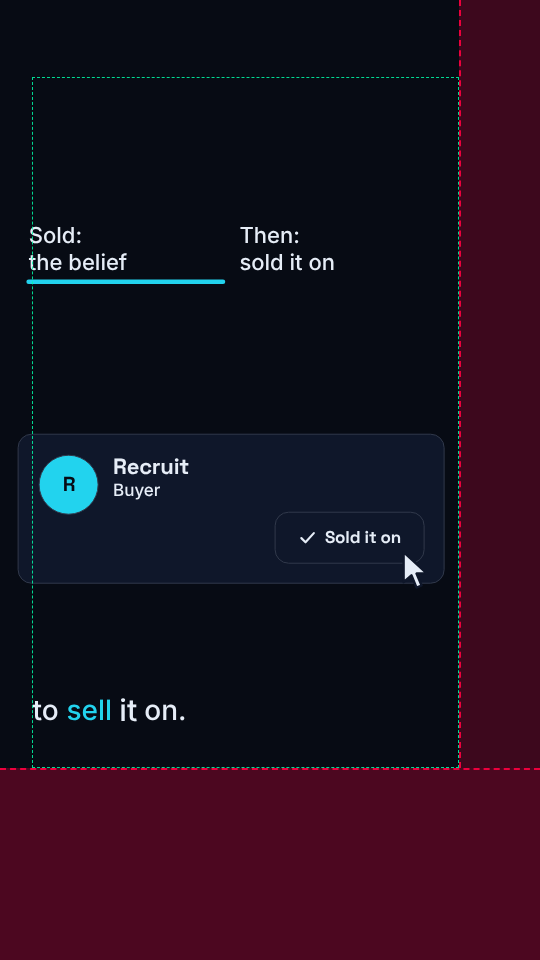 Sold:
the belief
Then:
sold it on
R
Recruit
Buyer
Sold it on
to sell it on.